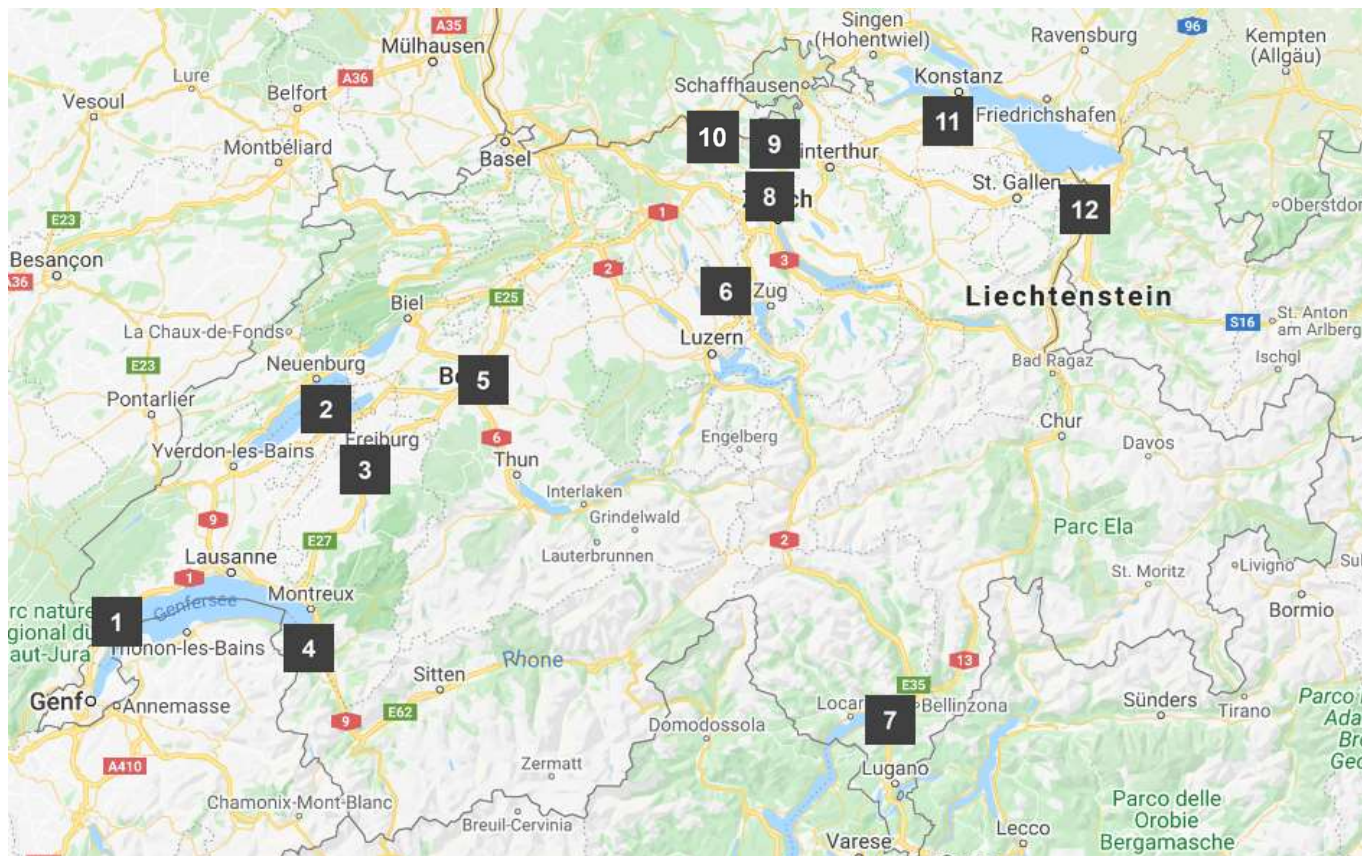 Singen
(Hohentwiel)
Ravensburg
96
Kempten
(Allgäu)
A35
Mülhausen
Lure
A36
Belfort
Vesoul
Schaffhausen
Konstanz
Friedrichshafen
Montbéliard
Basel
10
9
11
interterthur
St. Gallen
8
ch
12
Oberstdorf
E23
1
Besançon
A36
2
3
6
Zug
Liechtenstein
E25
Biel
La Chaux-de-Fonds
St. Anton
am Arlberg
S16
Luzern
Neuenburg
E23
Bad Ragaz
Ischgl
Pontarlier
2
5
Freiburg
Yverdon-les-Bains
3
6
Thun
Engelberg
Chur
Davos
Interlaken
Grindelwald
Lauterbrunnen
9
E27
2
Parc Ela
Lausanne
1
Genfersee
Montreux
St. Moritz
Livigno
Bormio
1
Thonon-les-Bains
4
Rhone
Sitten
13
E35
Genf
Annemasse
9
E62
7
Bellinzona
Domodossola
Sünders
Tirano
A410
Zermatt
Lugano
Chamonix-Mont-Blanc
Breuil-Cervinia
Varese
Lecco
Parco delle
Orobie
Bergamasche